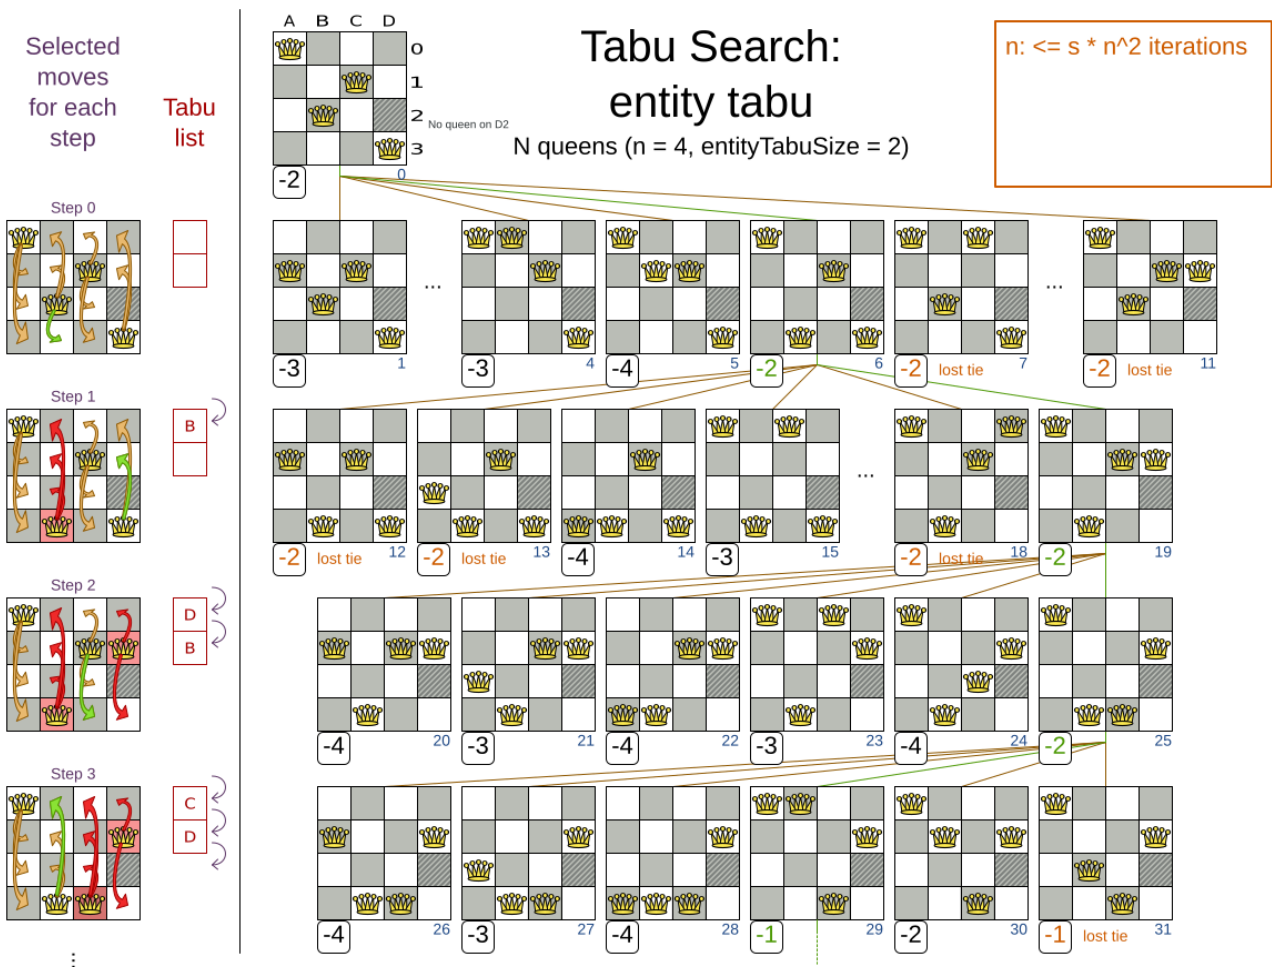 Selected
moves
for each
step
Tabu
list
A B C D
0
1
2
3
No queen on D2
-2
0
Tabu Search:
entity tabu
N queens (n = 4, entityTabuSize = 2)
n: <= s * n^2 iterations
Step 0
...
...
-3 1
-3 4
-4 5
-2 6
-2 lost tie 7
-2 lost tie 11
Step 1
B
...
-2 lost tie 12
-2 lost tie 13
-4 14
-3 15
-2 lost tie 18
-2 19
Step 2
D
B
-4 20
-3 21
-4 22
-3 23
-4 24
-2 25
Step 3
C
D
-4 26
-3 27
-4 28
-1 29
-2 30
-1 lost tie 31
...